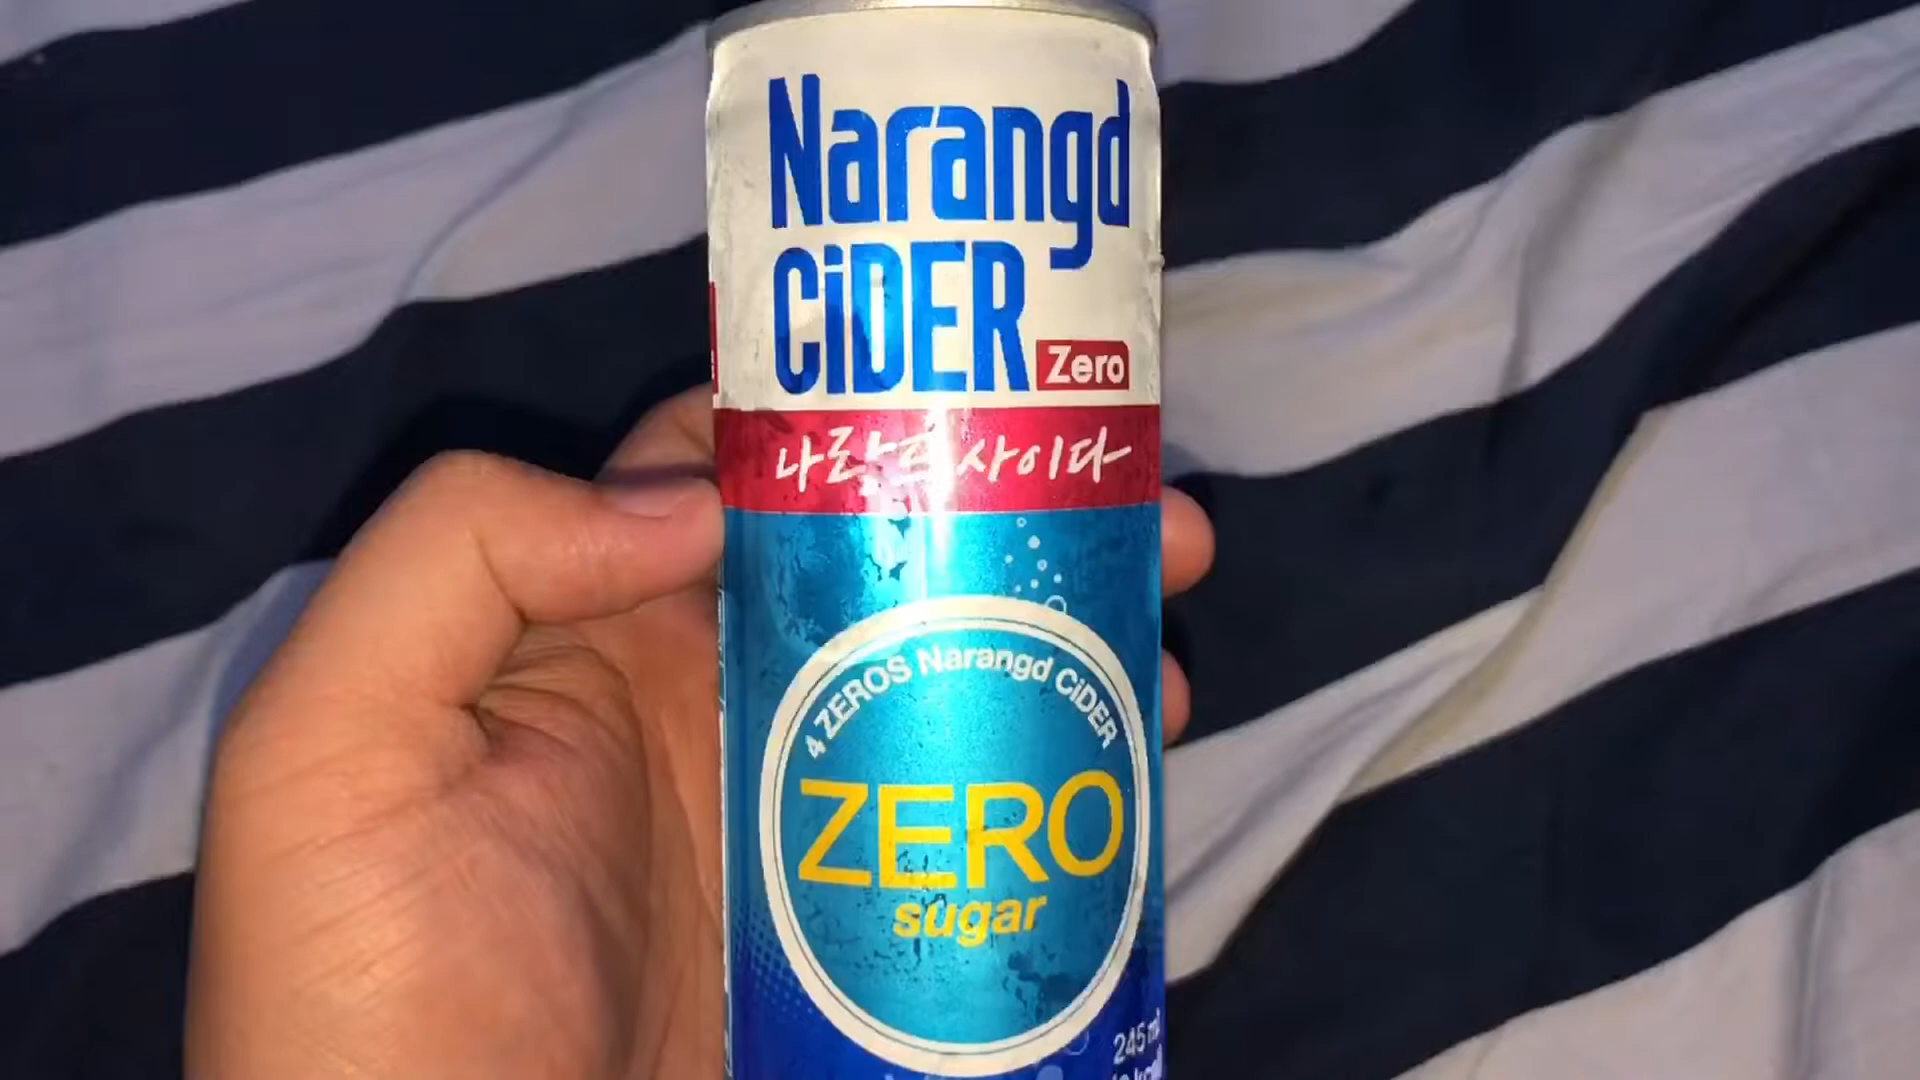 Narangd
CiDER
Zero
나랑드 사이다
4 ZEROS Narangd CiDER
ZERO
sugar
245 ml